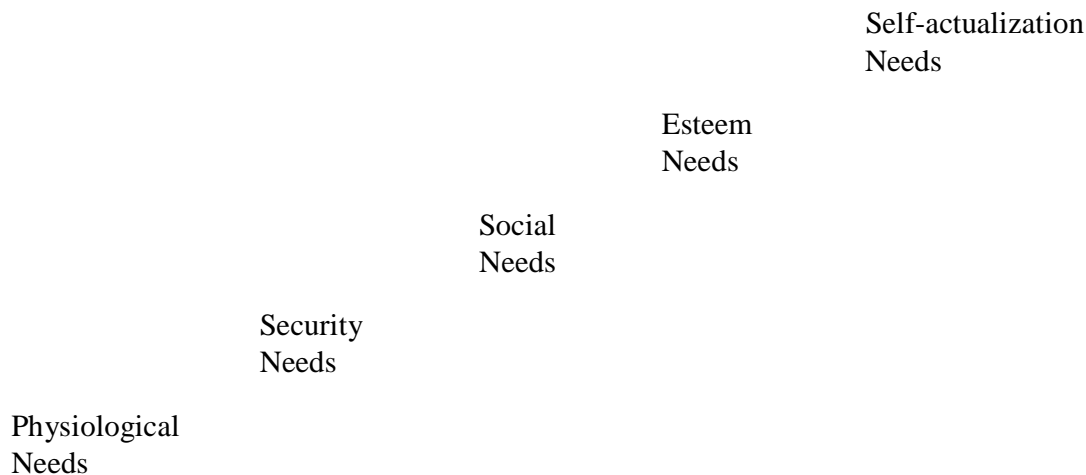 Self-actualization
Needs
Esteem
Needs
Social
Needs
Security
Needs
Physiological
Needs